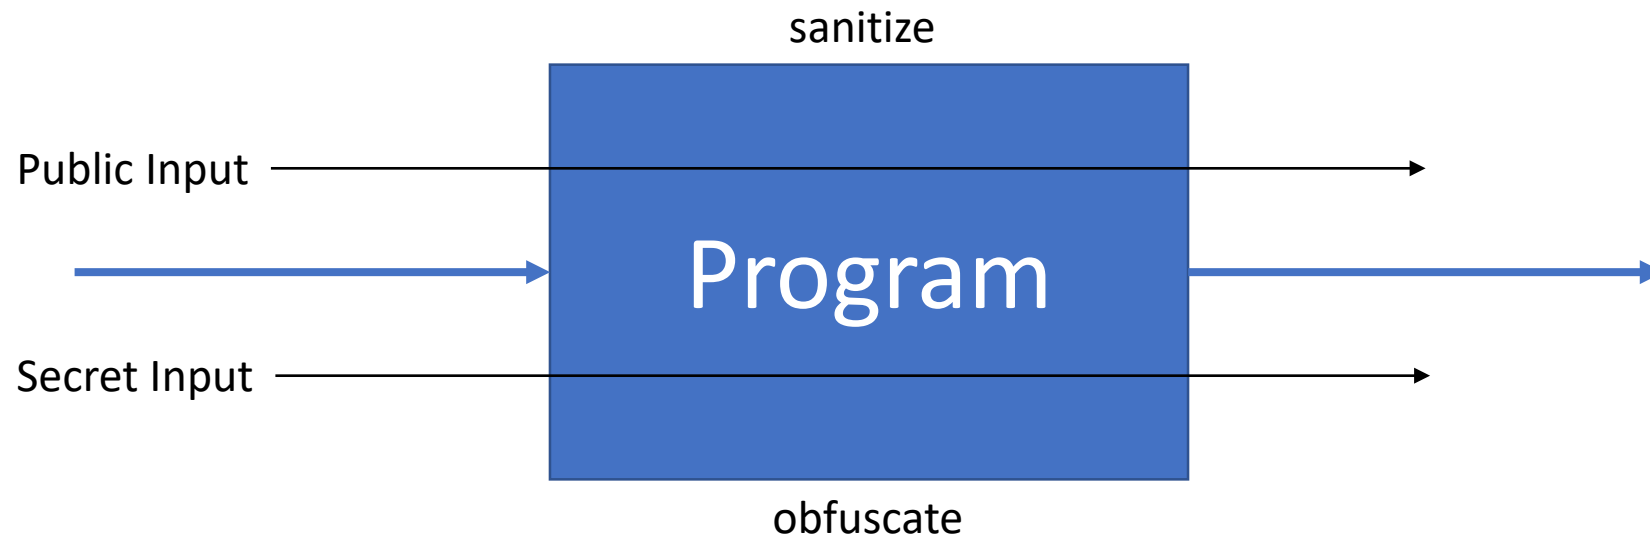 sanitize
Public Input
Program
Secret Input
obfuscate